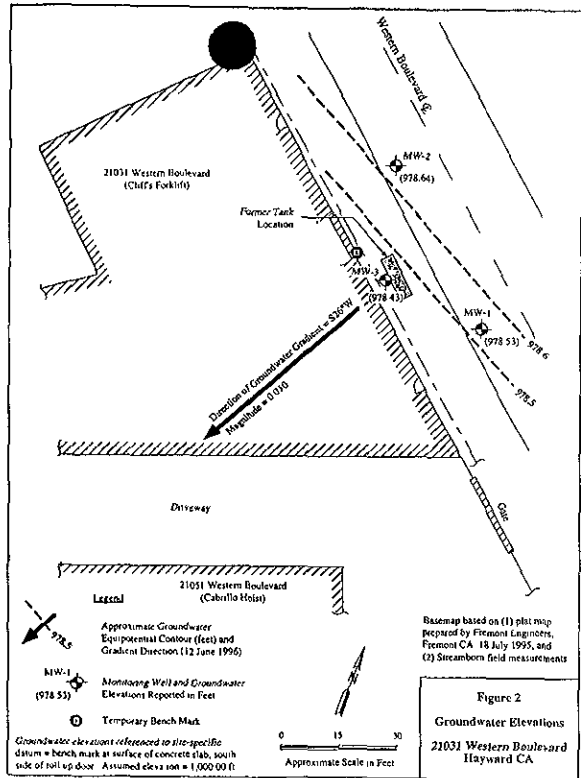 Western Boulevard ℄
MW-2
(978.64)
21031 Western Boulevard
(Cliff's Forklift)
Former Tank
Location
MW-3
(978 43)
MW-1
(978 53)
978 6
978.5
Direction of Groundwater Gradient = S26°W
Magnitude = 0 030
Driveway
Gate
21051 Western Boulevard
(Cabrillo Hoist)
Legend
978.5
Approximate Groundwater
Equipotential Contour (feet) and
Gradient Direction (12 June 1996)
MW-1
(978 53)
Monitoring Well and Groundwater
Elevations Reported in Feet
Temporary Bench Mark
Groundwater elevations referenced to site-specific
datum = bench mark at surface of concrete slab, south
side of roll up door Assumed elevation = 1,000 00 ft
0 15 30
Approximate Scale in Feet
Basemap based on (1) plat map
prepared by Fremont Engineers,
Fremont CA 18 July 1995, and
(2) Streamborn field measurements
Figure 2
Groundwater Elevations
21031 Western Boulevard
Hayward CA